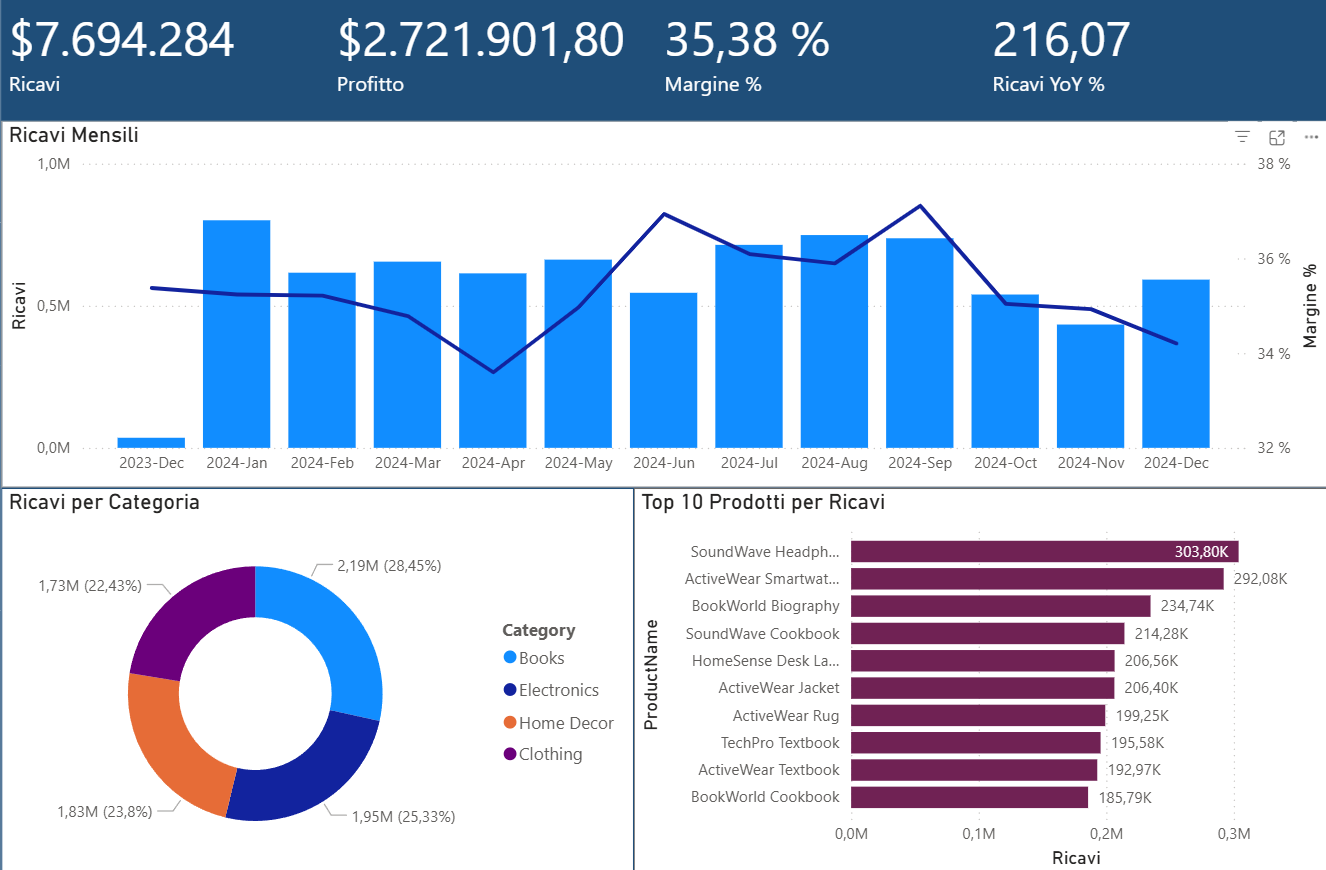 $7.694.284
Ricavi
$2.721.901,80
Profitto
35,38 %
Margine %
216,07
Ricavi YoY %
Ricavi Mensili
1,0M
0,5M
0,0M
Ricavi
38 %
36 %
34 %
32 %
Margine %
2023-Dec 2024-Jan 2024-Feb 2024-Mar 2024-Apr 2024-May 2024-Jun 2024-Jul 2024-Aug 2024-Sep 2024-Oct 2024-Nov 2024-Dec
Ricavi per Categoria
2,19M (28,45%)
1,73M (22,43%)
1,83M (23,8%)
1,95M (25,33%)
Category
Books
Electronics
Home Decor
Clothing
Top 10 Prodotti per Ricavi
ProductName
SoundWave Headph... 303,80K
ActiveWear Smartwat... 292,08K
BookWorld Biography 234,74K
SoundWave Cookbook 214,28K
HomeSense Desk La... 206,56K
ActiveWear Jacket 206,40K
ActiveWear Rug 199,25K
TechPro Textbook 195,58K
ActiveWear Textbook 192,97K
BookWorld Cookbook 185,79K
0,0M 0,1M 0,2M 0,3M
Ricavi